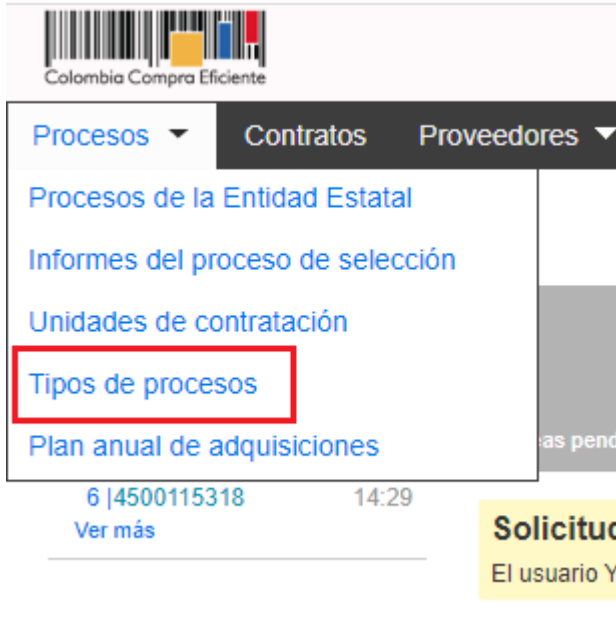 Colombia Compra Eficiente
Procesos Contratos Proveedores
Procesos de la Entidad Estatal
Informes del proceso de selección
Unidades de contratación
Tipos de procesos
Plan anual de adquisiciones
6 |4500115318 14:29
Ver más
El usuario Y